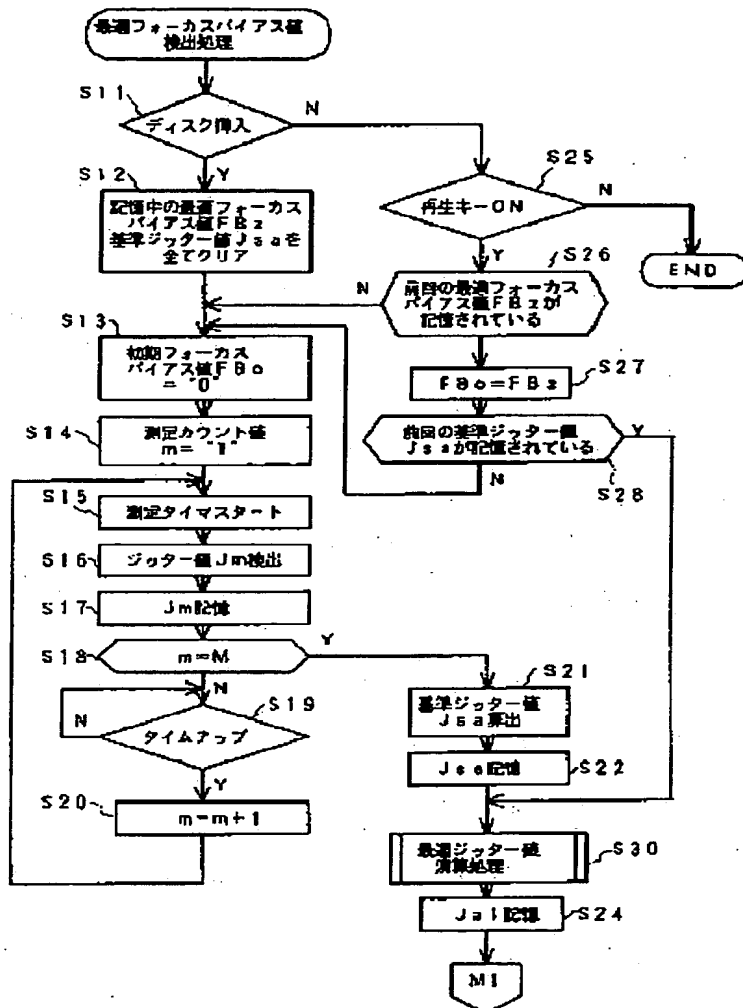 最適フォーカスバイアス値
検出処理
S11
N
ディスク挿入
S12
Y
記憶中の最適フォーカス
バイアス値FBz
基準ジッター値Jsaを
全てクリア
S25
再生キーON
N
Y
END
S26
N
前回の最適フォーカス
バイアス値FBzが
記憶されている
Y
S13
初期フォーカス
バイアス値FBo
="0"
S27
FBo=FBz
S14
測定カウント値
m="1"
前回の基準ジッター値
Jsaが記憶されている
Y
S28
N
S15
測定タイマスタート
S16
ジッター値Jm検出
S17
Jm記憶
S18
m=M
Y
N
S19
タイムアップ
N
Y
S20
m=m+1
S21
基準ジッター値
Jsa算出
Jsa記憶
S22
最適ジッター値
演算処理
S30
記憶
S24
M1